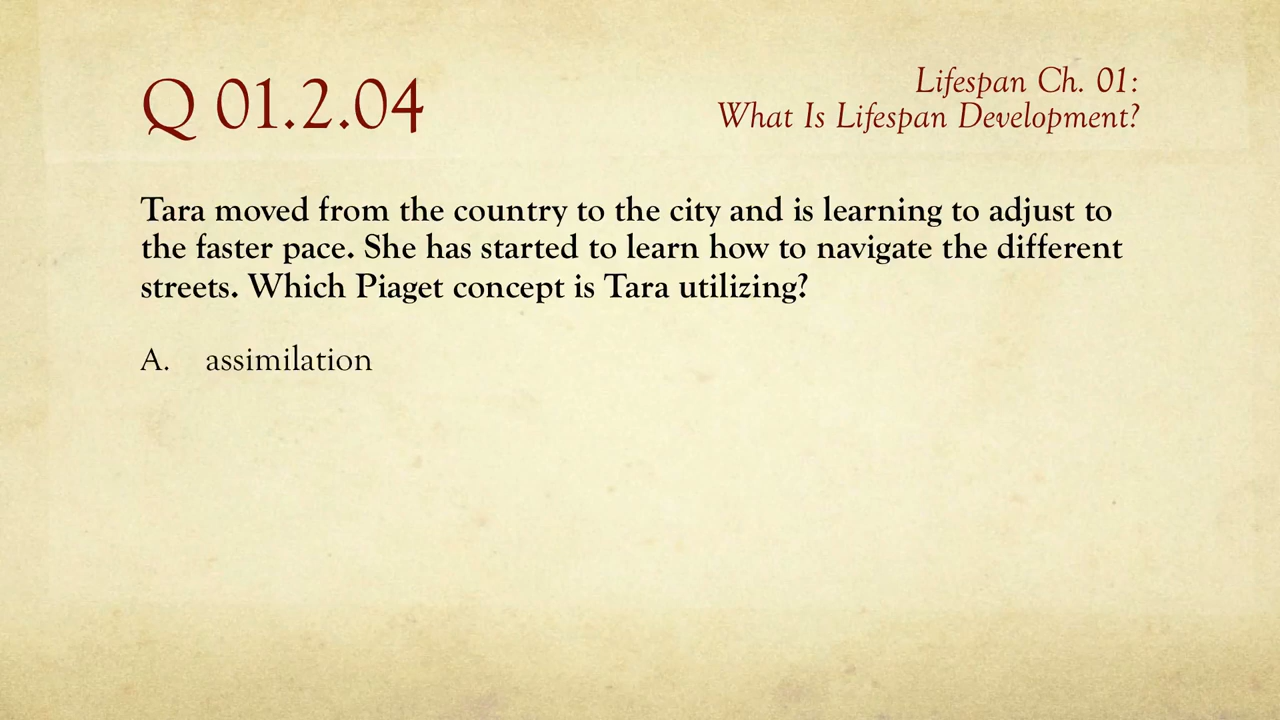 Q 01.2.04
Lifespan Ch. 01:
What Is Lifespan Development?
Tara moved from the country to the city and is learning to adjust to
the faster pace. She has started to learn how to navigate the different
streets. Which Piaget concept is Tara utilizing?
A. assimilation